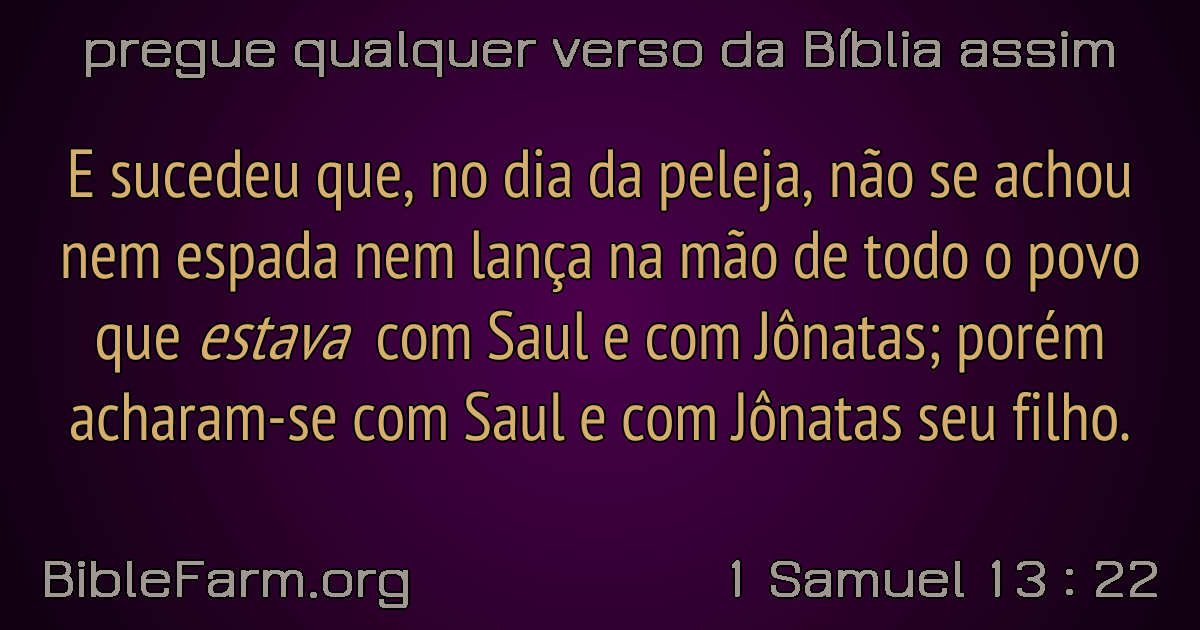 pregue qualquer verso da Bíblia assim
E sucedeu que, no dia da peleja, não se achou
nem espada nem lança na mão de todo o povo
que estava com Saul e com Jônatas; porém
acharam-se com Saul e com Jônatas seu filho.
BibleFarm.org
1 Samuel 13 : 22